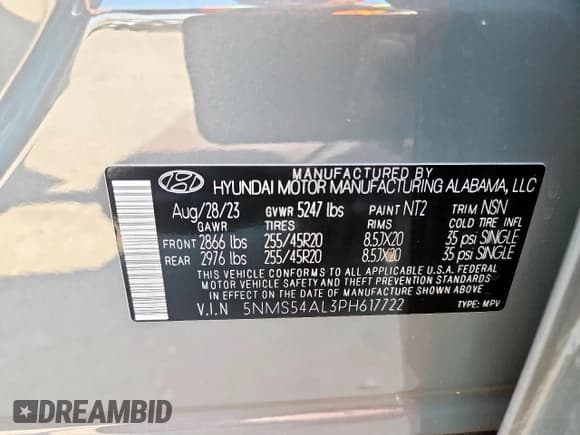 MANUFACTURED BY
HYUNDAI MOTOR MANUFACTURING ALABAMA, LLC
Aug/28/23 GVWR 5247 lbs PAINT NT2 TRIM NSN
GAWR TIRES RIMS COLD TIRE INFL
FRONT 2866 lbs 255/45R20 8.5JX20 35 psi SINGLE
REAR 2976 lbs 255/45R20 8.5JX20 35 psi SINGLE
THIS VEHICLE CONFORMS TO ALL APPLICABLE U.S.A. FEDERAL
MOTOR VEHICLE SAFETY AND THEFT PREVENTION STANDARDS
IN EFFECT ON THE DATE OF MANUFACTURE SHOWN ABOVE.
V.I.N 5NMS54AL3PH617722 TYPE: MPV
DREAMBID